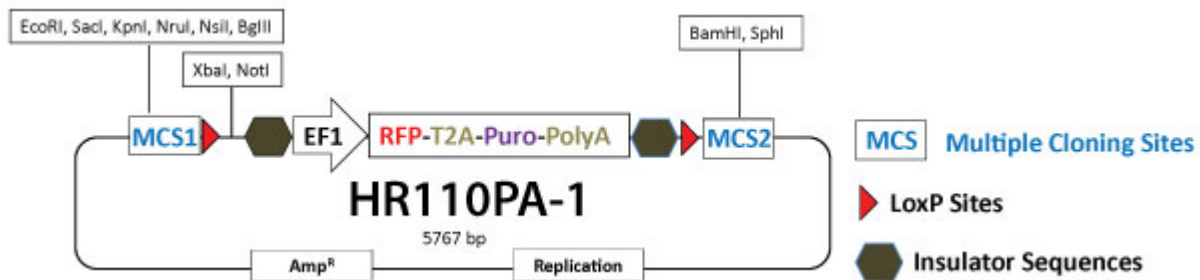 EcoRI, SacI, KpnI, NruI, NsiI, BglII
BamHI, SphI
XbaI, NotI
MCS1
EF1
RFP-T2A-Puro-PolyA
MCS2
MCS Multiple Cloning Sites
HR110PA-1
LoxP Sites
5767 bp
Insulator Sequences
Amp^R
Replication